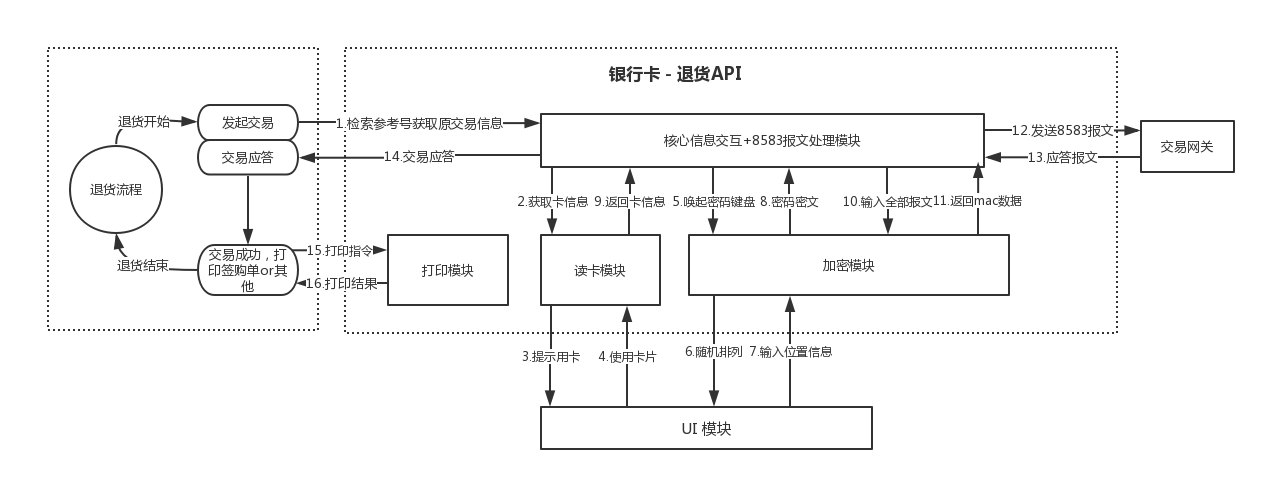 银行卡 - 退货API
退货开始
发起交易
1.检索参考号获取原交易信息
核心信息交互+8583报文处理模块
12.发送8583报文
交易网关
13.应答报文
交易应答
14.交易应答
退货流程
2.获取卡信息
9.返回卡信息
5.唤起密码键盘
8.密码密文
10.输入全部报文
11.返回mac数据
交易成功，打
印签购单or其
他
15.打印指令
16.打印结果
打印模块
读卡模块
加密模块
退货结束
3.提示用卡
4.使用卡片
6.随机排列
7.输入位置信息
UI 模块